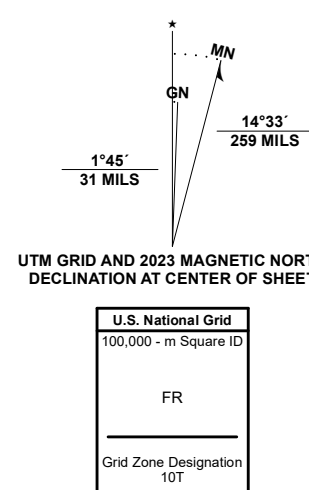 ★
MN
GN
14°33´
259 MILS
1°45´
31 MILS
UTM GRID AND 2023 MAGNETIC NORT
DECLINATION AT CENTER OF SHEET
U.S. National Grid
100,000 - m Square ID
FR
Grid Zone Designation
10T